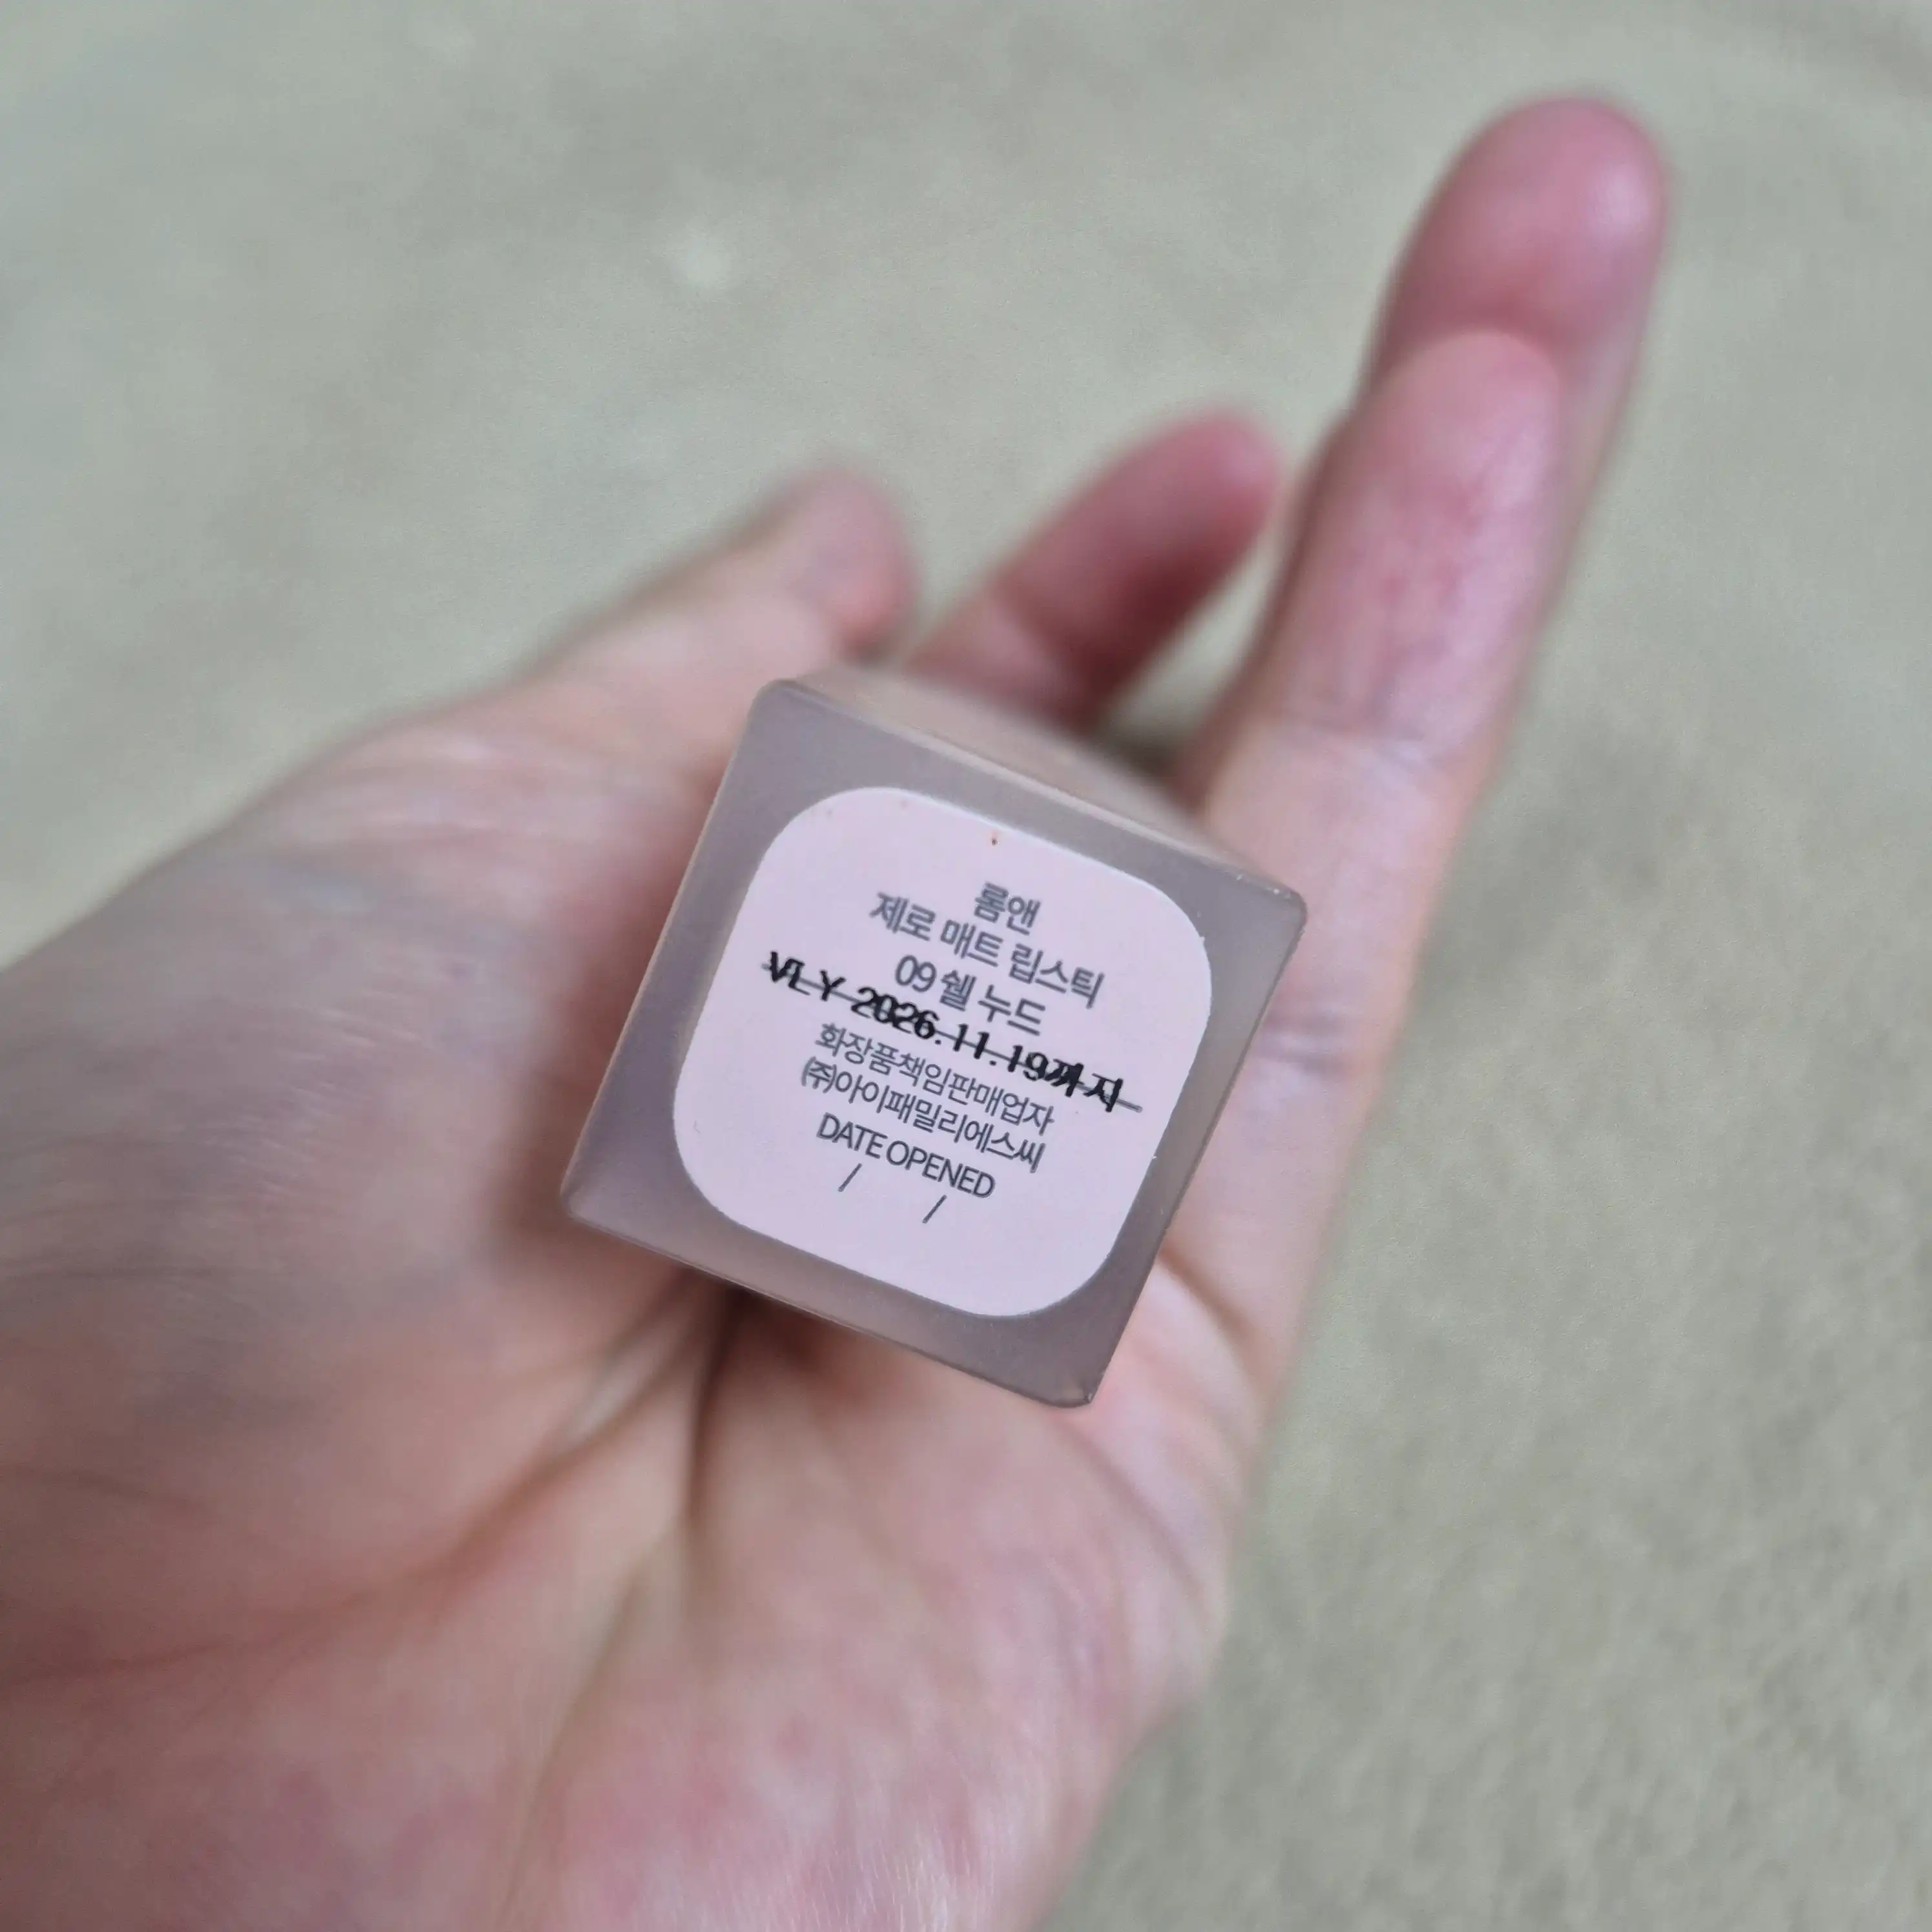 롬앤
제로 매트 립스틱
09 쉘 누드
VLY 2026.11.19까지
화장품책임판매업자
(주)아이패밀리에스씨
DATE OPENED
/ /